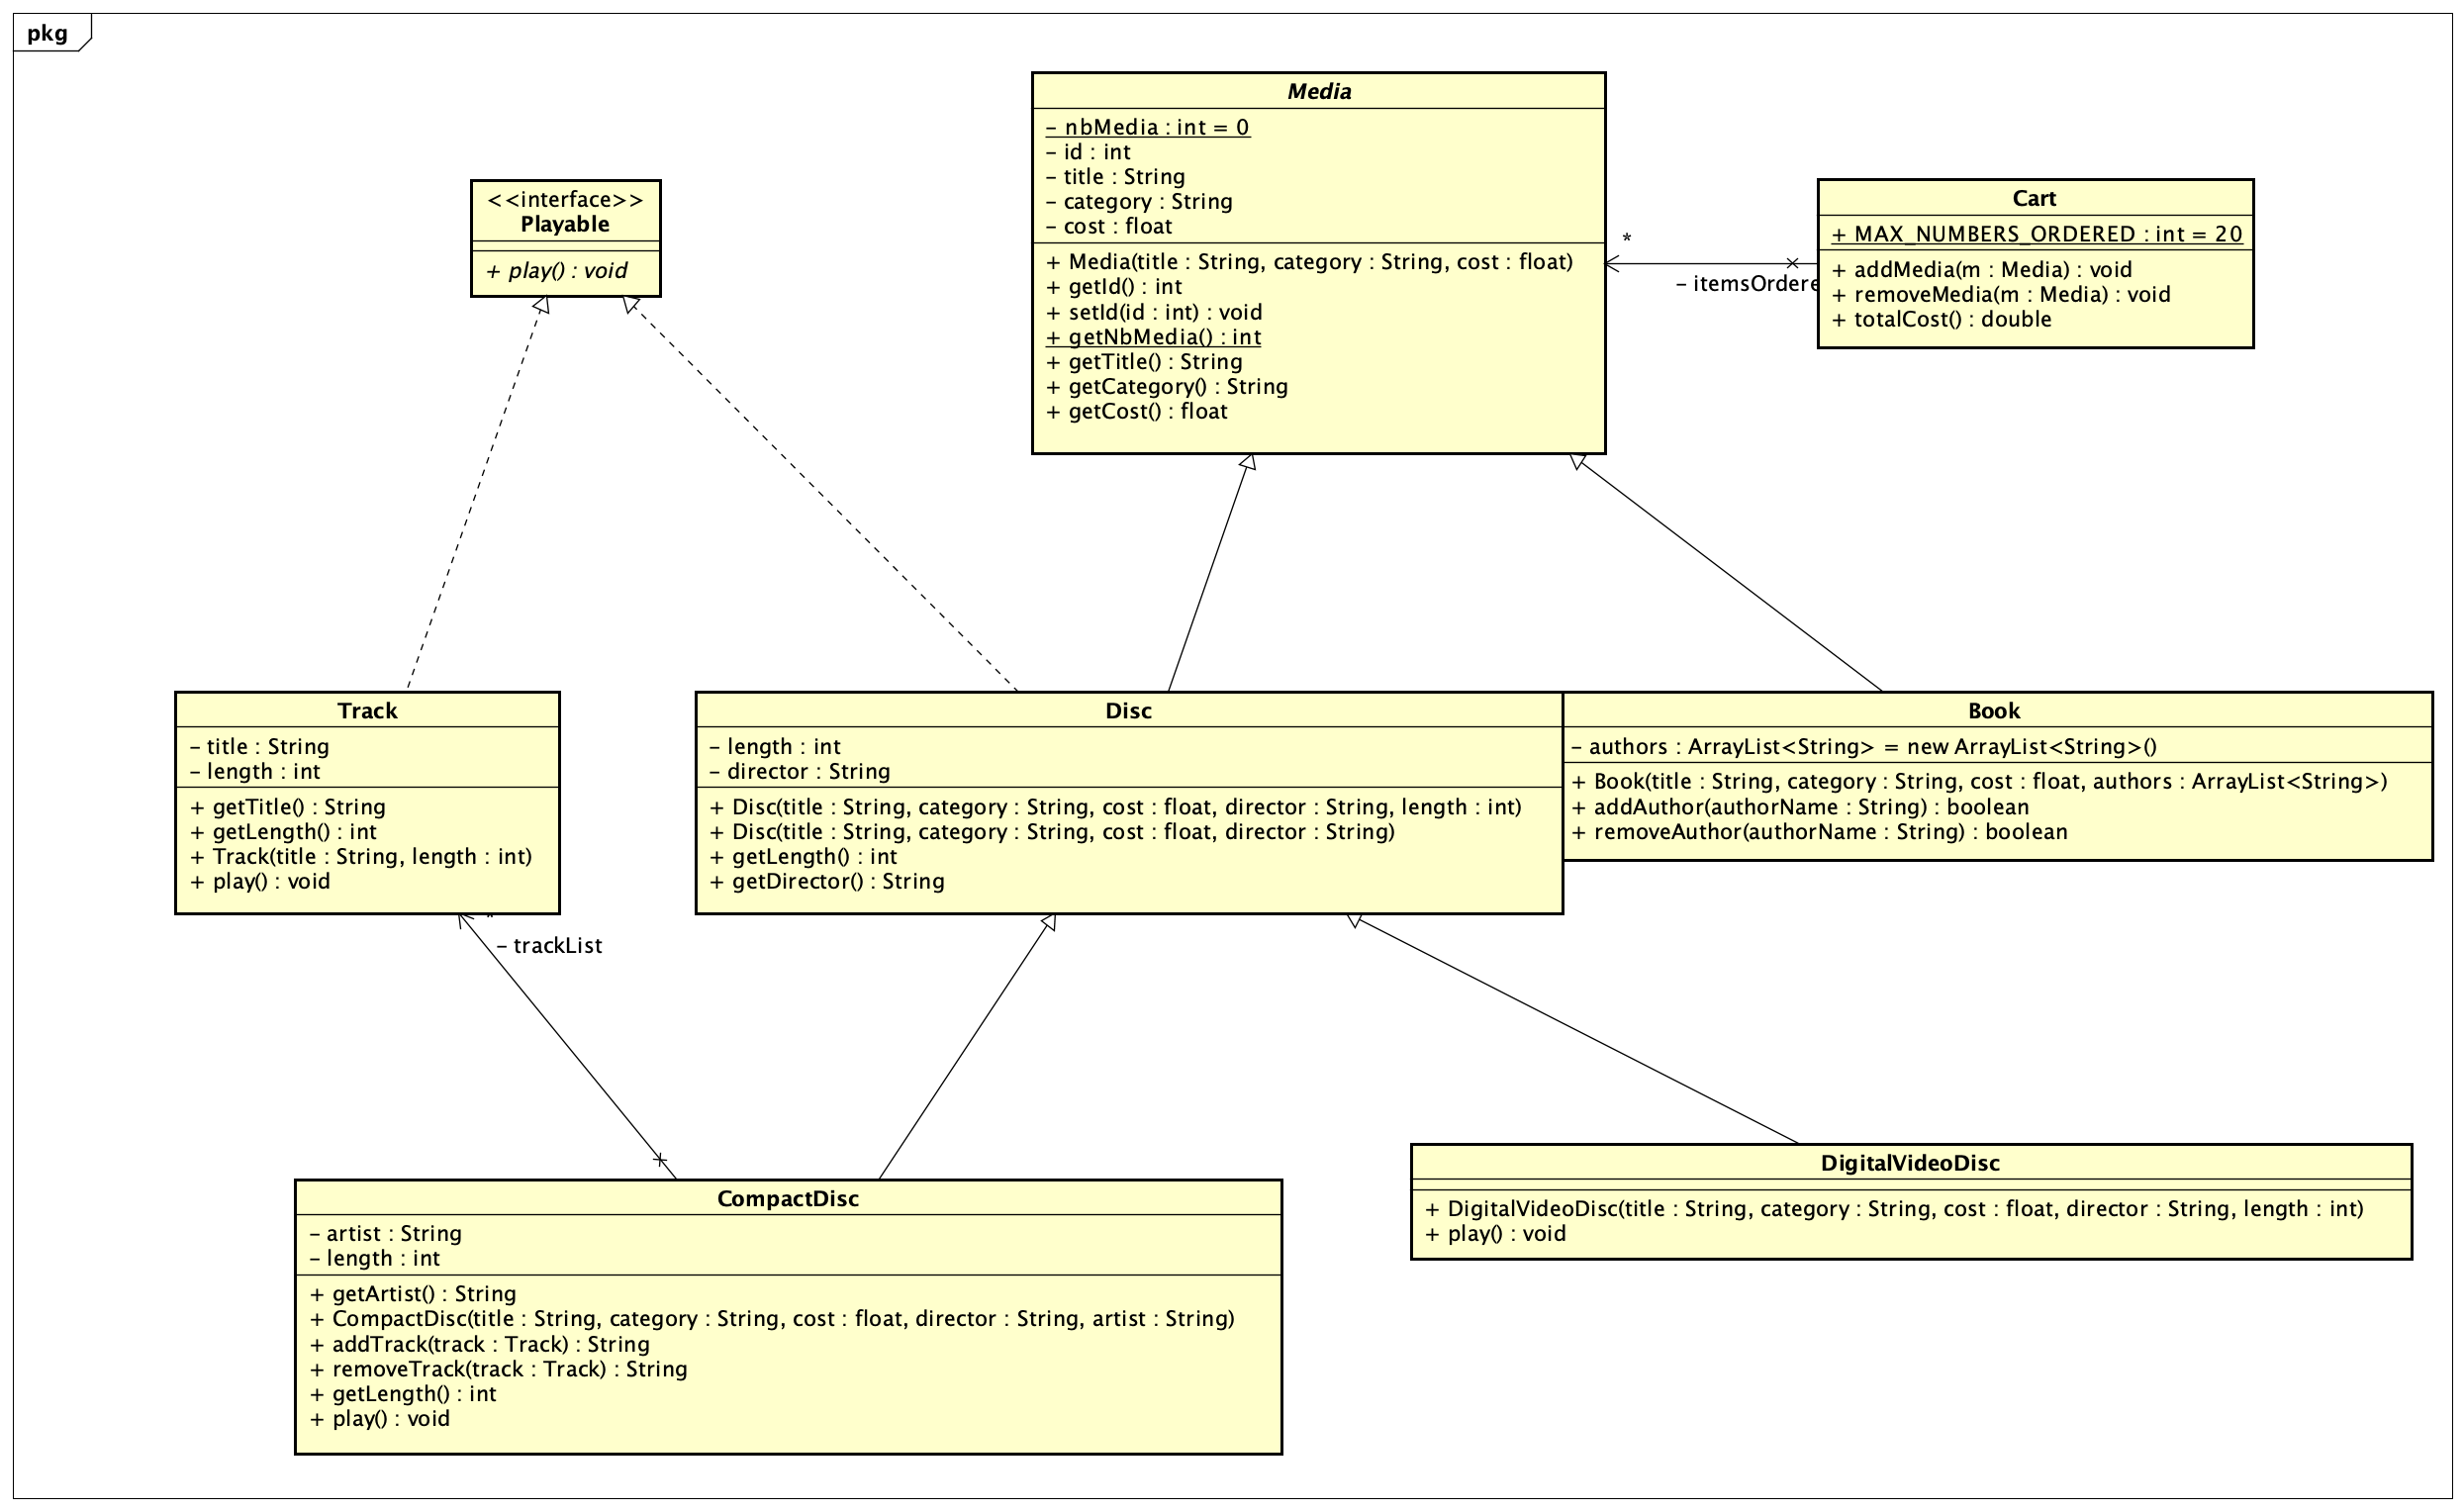 pkg
Media
- nbMedia : int = 0
- id : int
- title : String
- category : String
- cost : float
+ Media(title : String, category : String, cost : float)
+ getId() : int
+ setId(id : int) : void
+ getNbMedia() : int
+ getTitle() : String
+ getCategory() : String
+ getCost() : float
<<interface>>
Playable
+ play() : void
*
- itemsOrdere
Cart
+ MAX_NUMBERS_ORDERED : int = 20
+ addMedia(m : Media) : void
+ removeMedia(m : Media) : void
+ totalCost() : double
Track
- title : String
- length : int
+ getTitle() : String
+ getLength() : int
+ Track(title : String, length : int)
+ play() : void
Disc
- length : int
- director : String
+ Disc(title : String, category : String, cost : float, director : String, length : int)
+ Disc(title : String, category : String, cost : float, director : String)
+ getLength() : int
+ getDirector() : String
Book
- authors : ArrayList<String> = new ArrayList<String>()
+ Book(title : String, category : String, cost : float, authors : ArrayList<String>)
+ addAuthor(authorName : String) : boolean
+ removeAuthor(authorName : String) : boolean
*
- trackList
CompactDisc
- artist : String
- length : int
+ getArtist() : String
+ CompactDisc(title : String, category : String, cost : float, director : String, artist : String)
+ addTrack(track : Track) : String
+ removeTrack(track : Track) : String
+ getLength() : int
+ play() : void
DigitalVideoDisc
+ DigitalVideoDisc(title : String, category : String, cost : float, director : String, length : int)
+ play() : void